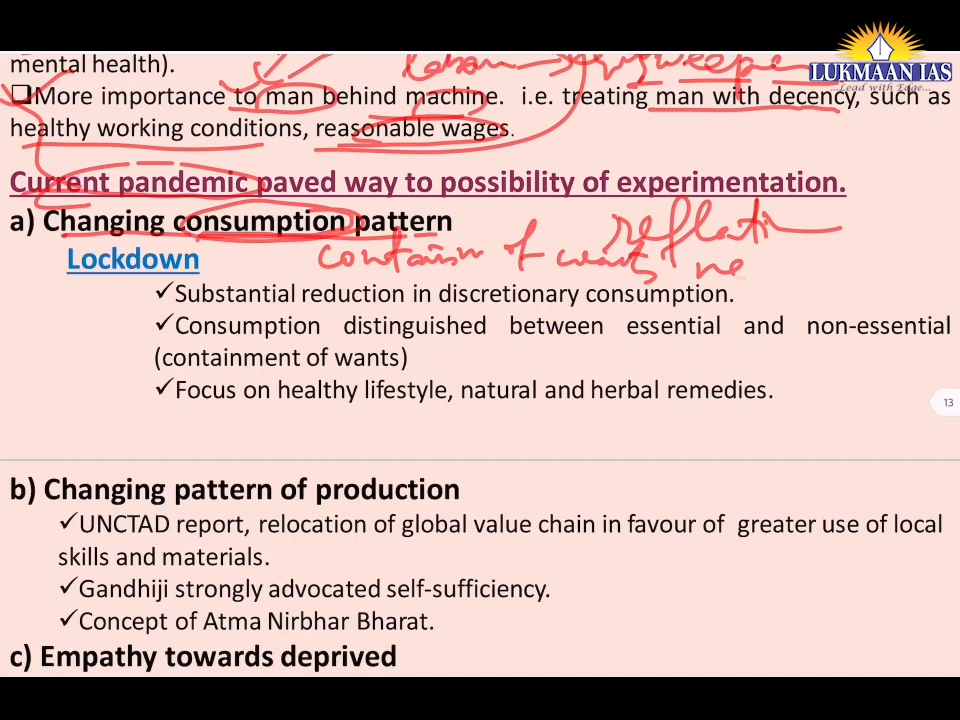 mental health).
LUKMAAN IAS
...Lead with Edge...
❑More importance to man behind machine. i.e. treating man with decency, such as
healthy working conditions, reasonable wages.
Current pandemic paved way to possibility of experimentation.
a) Changing consumption pattern
Lockdown
of wants
✓Substantial reduction in discretionary consumption.
✓Consumption distinguished between essential and non-essential
(containment of wants)
✓Focus on healthy lifestyle, natural and herbal remedies.
13
b) Changing pattern of production
✓UNCTAD report, relocation of global value chain in favour of greater use of local
skills and materials.
✓Gandhiji strongly advocated self-sufficiency.
✓Concept of Atma Nirbhar Bharat.
c) Empathy towards deprived